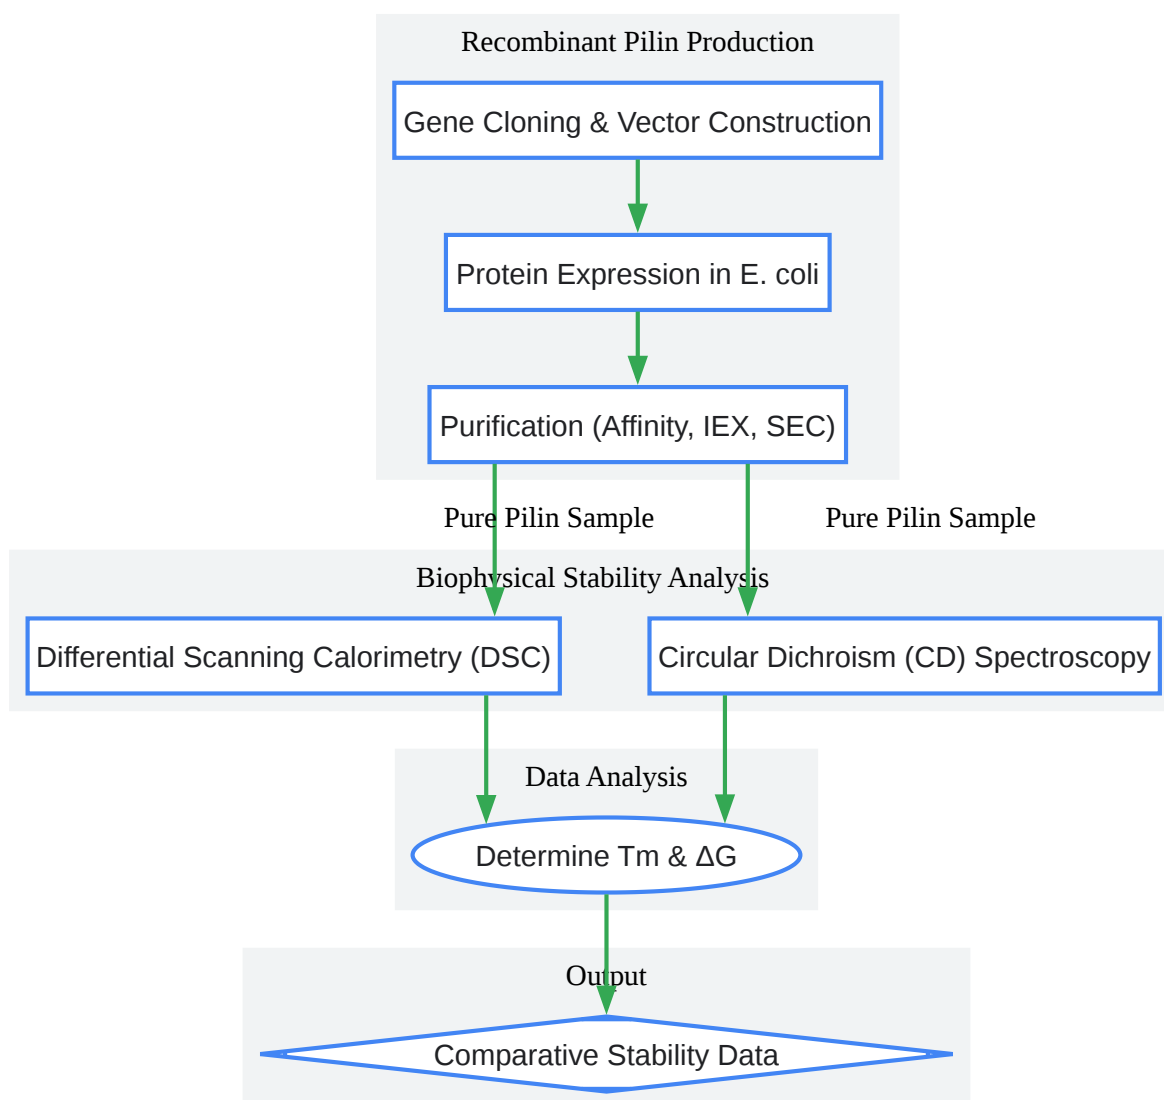 Recombinant Pilin Production
Gene Cloning & Vector Construction
Protein Expression in E. coli
Purification (Affinity, IEX, SEC)
Pure Pilin Sample
Pure Pilin Sample
Biophysical Stability Analysis
Differential Scanning Calorimetry (DSC)
Circular Dichroism (CD) Spectroscopy
Data Analysis
Determine Tm & ΔG
Output
Comparative Stability Data